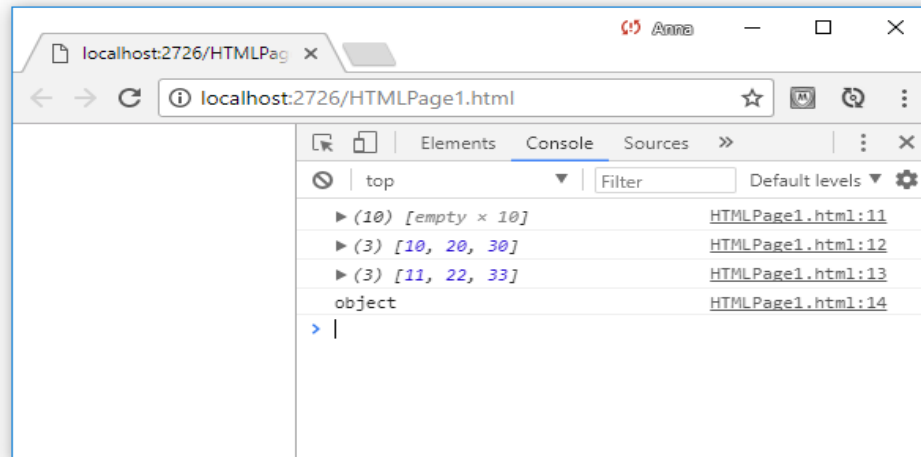 Anna
localhost:2726/HTMLPag
localhost:2726/HTMLPage1.html
Elements Console Sources
top Filter Default levels
(10) [empty × 10] HTMLPage1.html:11
(3) [10, 20, 30] HTMLPage1.html:12
(3) [11, 22, 33] HTMLPage1.html:13
object HTMLPage1.html:14